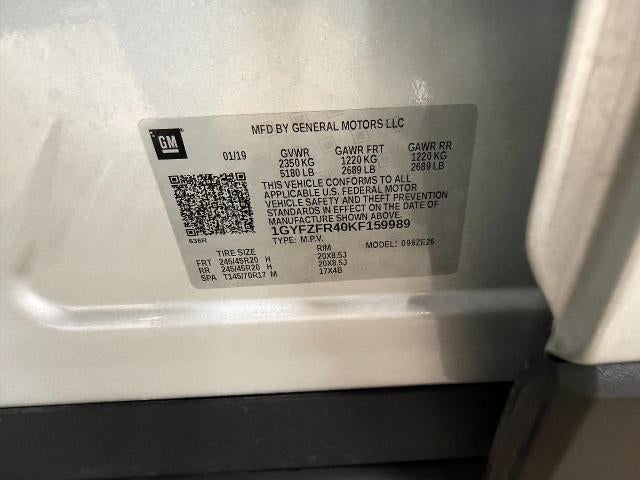 GM
MFD BY GENERAL MOTORS LLC
01/19 GVWR GAWR FRT GAWR RR
2350 KG 1220 KG 1220 KG
5180 LB 2689 LB 2689 LB
THIS VEHICLE CONFORMS TO ALL
APPLICABLE U.S. FEDERAL MOTOR
VEHICLE SAFETY AND THEFT PREVENTION
STANDARDS IN EFFECT ON THE DATE OF
MANUFACTURE SHOWN ABOVE.
1GYFZFR40KF159989
636R TYPE: M.P.V. MODEL: 096ZE26
TIRE SIZE RIM
FRT 245/45R20 H 20X8.5J
RR 245/45R20 H 20X8.5J
SPA T145/70R17 M 17X4B